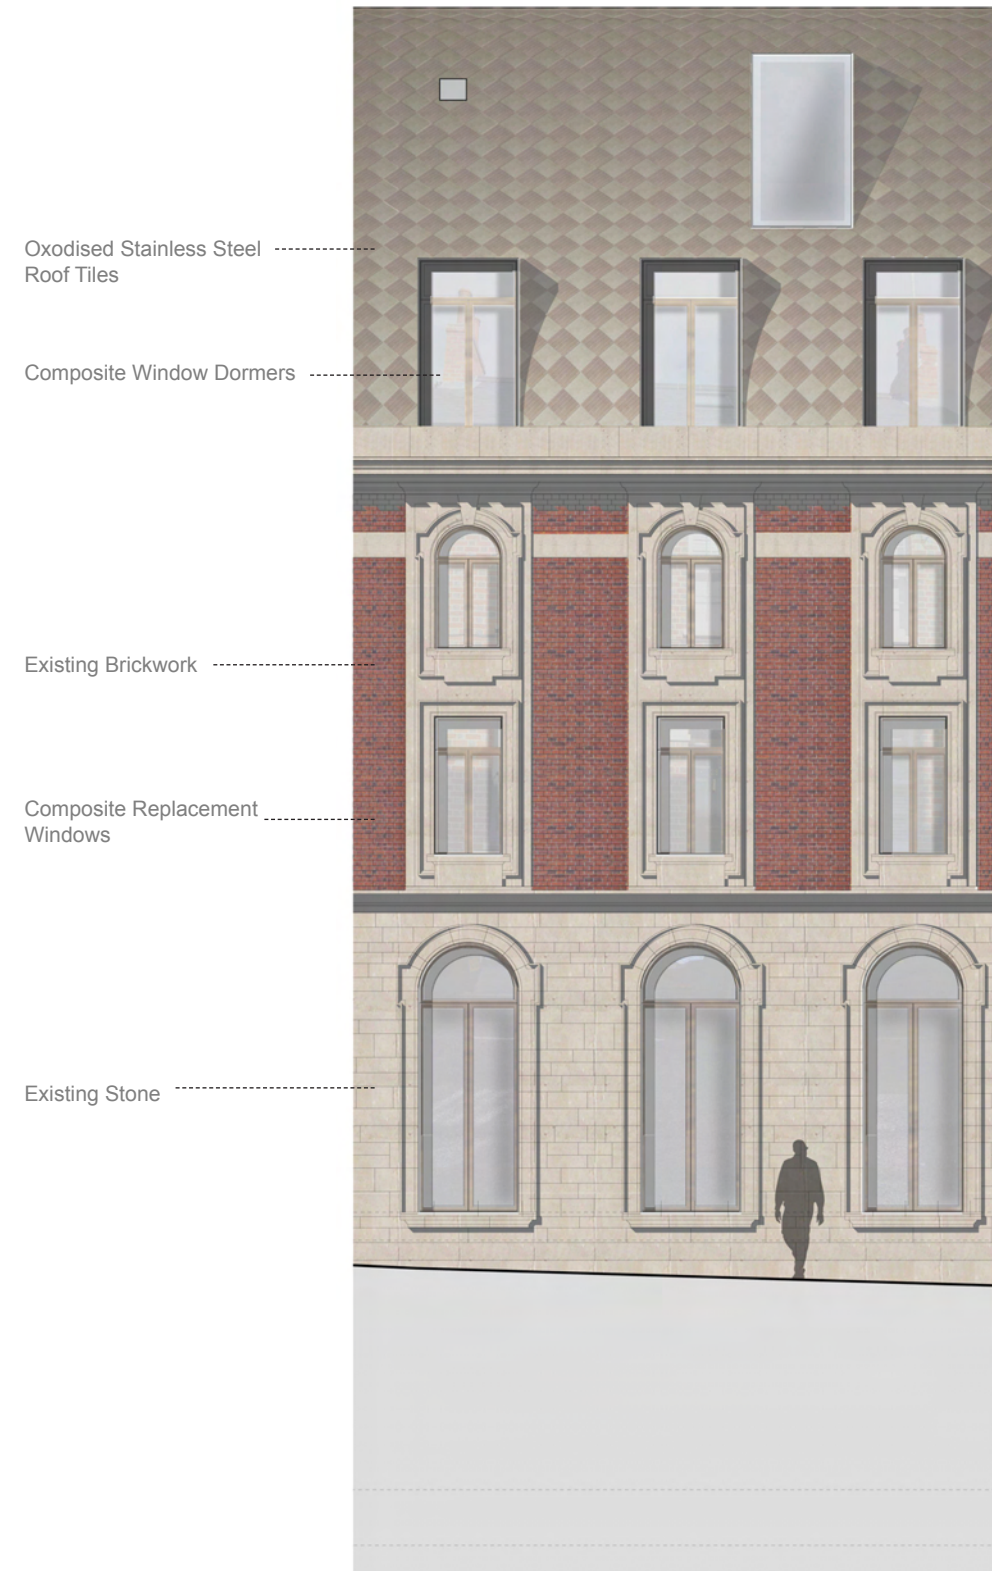 Oxodised Stainless Steel
Roof Tiles
Composite Window Dormers
Existing Brickwork
Composite Replacement
Windows
Existing Stone